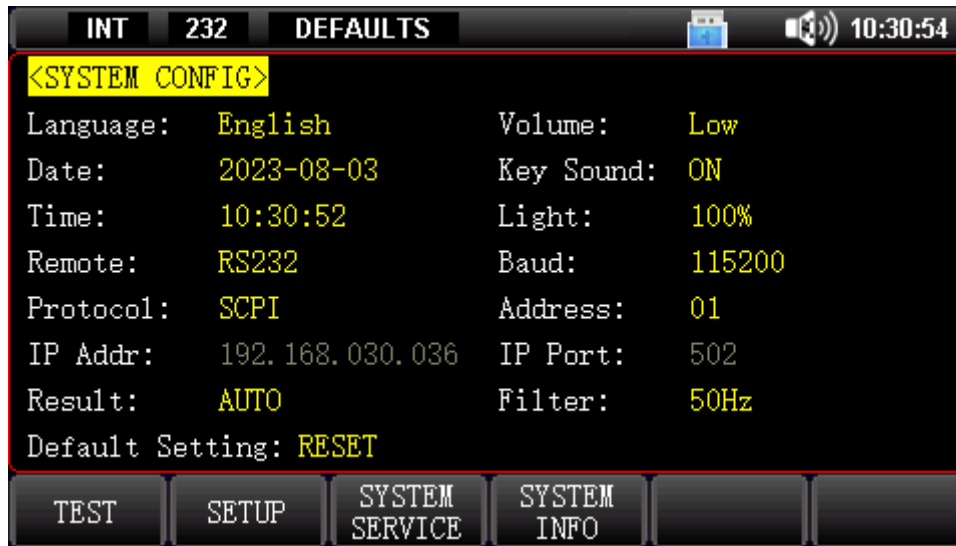 INT 232 DEFAULTS 10:30:54
<SYSTEM CONFIG>
Language: English Volume: Low
Date: 2023-08-03 Key Sound: ON
Time: 10:30:52 Light: 100%
Remote: RS232 Baud: 115200
Protocol: SCPI Address: 01
IP Addr: 192.168.030.036 IP Port: 502
Result: AUTO Filter: 50Hz
Default Setting: RESET
TEST SETUP SYSTEM SERVICE SYSTEM INFO